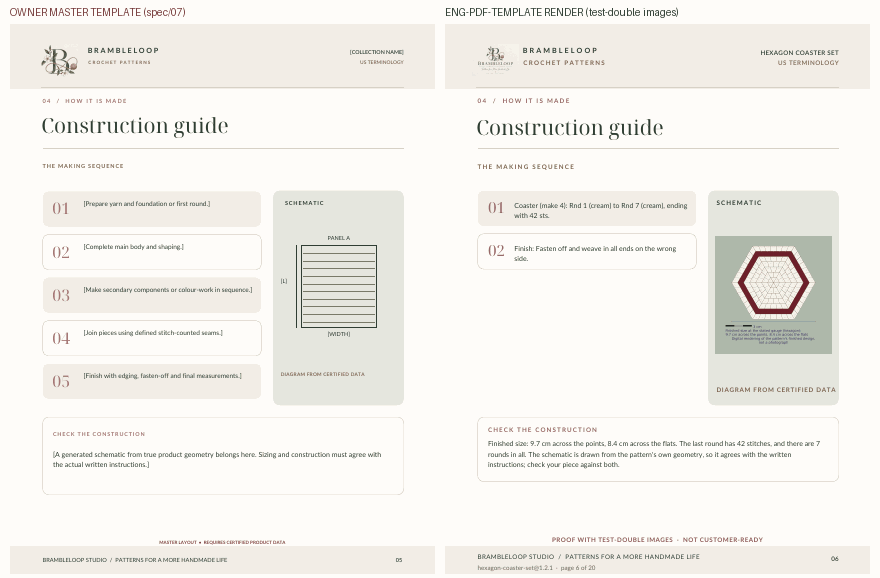 OWNER MASTER TEMPLATE (spec/07)
BRAMBLELOOP
CROCHET PATTERNS
[COLLECTION NAME]
US TERMINOLOGY
04 / HOW IT IS MADE
Construction guide
THE MAKING SEQUENCE
01 [Prepare yarn and foundation or first round.]
02 [Complete main body and shaping.]
03 [Make secondary components or colour-work in sequence.]
04 [Join pieces using defined stitch-counted seams.]
05 [Finish with edging, fasten-off and final measurements.]
SCHEMATIC
PANEL A
[L]
[WIDTH]
DIAGRAM FROM CERTIFIED DATA
CHECK THE CONSTRUCTION
[A generated schematic from true product geometry belongs here. Sizing and construction must agree with
the actual written instructions.]
MASTER LAYOUT • REQUIRES CERTIFIED PRODUCT DATA
BRAMBLELOOP STUDIO / PATTERNS FOR A MORE HANDMADE LIFE
05
ENG-PDF-TEMPLATE RENDER (test-double images)
BRAMBLELOOP
BRAMBLELOOP
CROCHET PATTERNS
HEXAGON COASTER SET
US TERMINOLOGY
04 / HOW IT IS MADE
Construction guide
THE MAKING SEQUENCE
01 Coaster (make 4): Rnd 1 (cream) to Rnd 7 (cream), ending
with 42 sts.
02 Finish: Fasten off and weave in all ends on the wrong
side.
SCHEMATIC
DIAGRAM FROM CERTIFIED DATA
CHECK THE CONSTRUCTION
Finished size: 9.7 cm across the points, 8.4 cm across the flats. The last round has 42 stitches, and there are 7
rounds in all. The schematic is drawn from the pattern's own geometry, so it agrees with the written
instructions; check your piece against both.
PROOF WITH TEST-DOUBLE IMAGES - NOT CUSTOMER-READY
BRAMBLELOOP STUDIO / PATTERNS FOR A MORE HANDMADE LIFE
06
hexagon-coaster-set@1.2.1 - page 6 of 20